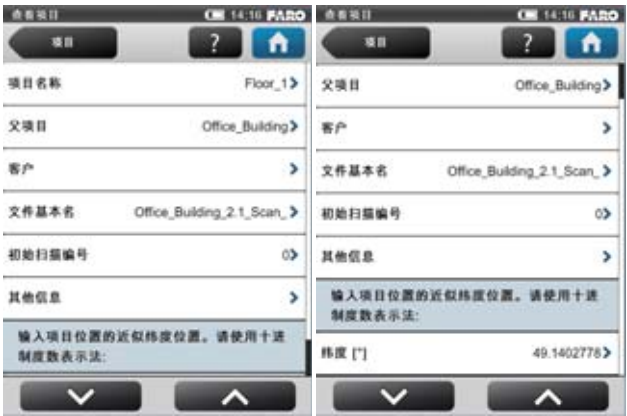 查看项目 14:16 FARO
项目 ?
项目名称 Floor_1
父项目 Office_Building
客户
文件基本名 Office_Building_2.1_Scan_
初始扫描编号 0
其他信息
输入项目位置的近似纬度位置。请使用十进
制度数表示法:
查看项目 14:16 FARO
项目 ?
父项目 Office_Building
客户
文件基本名 Office_Building_2.1_Scan_
初始扫描编号 0
其他信息
输入项目位置的近似纬度位置。请使用十进
制度数表示法:
纬度 [°] 49.1402778